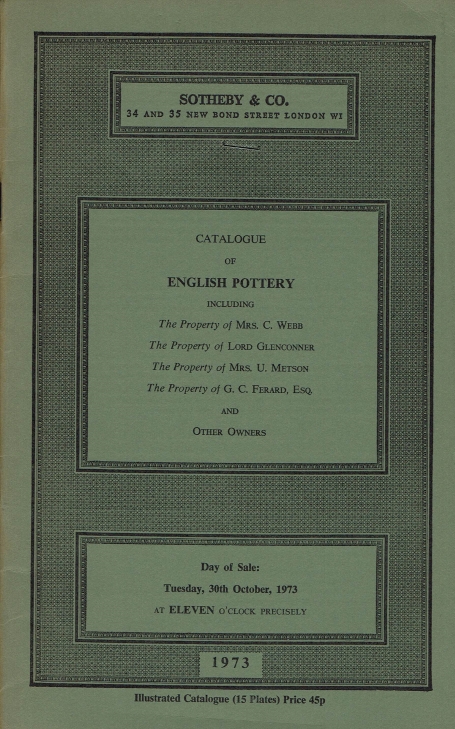 SOTHEBY & CO.
34 AND 35 NEW BOND STREET LONDON W1
CATALOGUE
OF
ENGLISH POTTERY
INCLUDING
The Property of MRS. C. WEBB
The Property of LORD GLENCONNER
The Property of MRS. U. METSON
The Property of G. C. FERARD, ESQ.
AND
OTHER OWNERS
Day of Sale:
Tuesday, 30th October, 1973
AT ELEVEN O'CLOCK PRECISELY
1973
Illustrated Catalogue (15 Plates) Price 45p